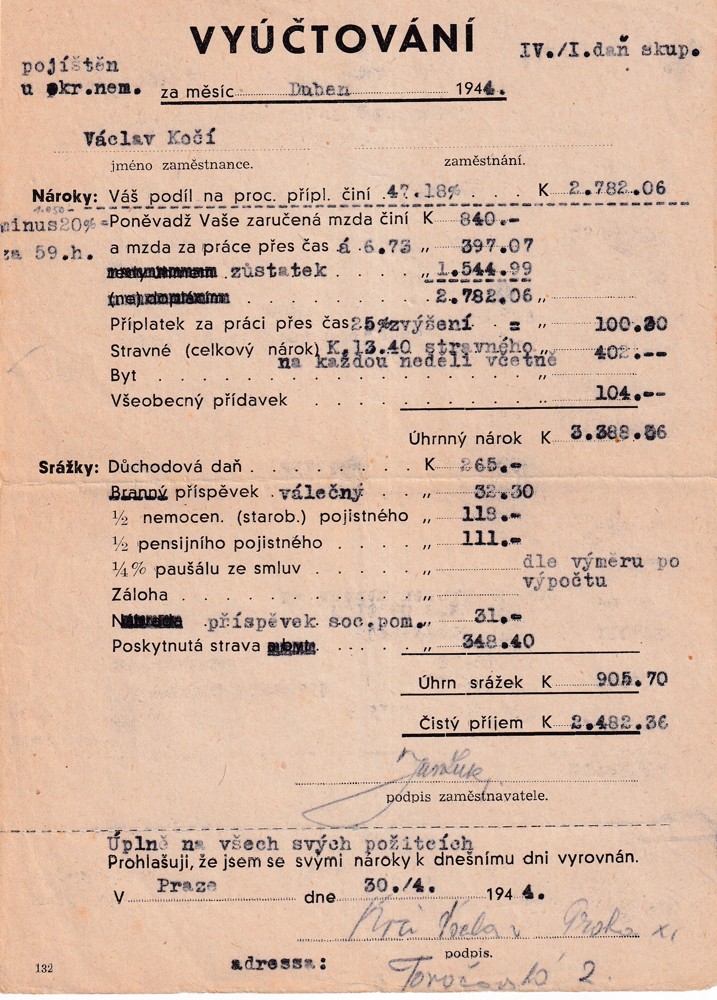 VYÚČTOVÁNÍ
IV./I.daň skup.
pojištěn
u okr.nem. za měsíc Duben 1944.
Václav Kočí
jméno zaměstnance. zaměstnání.
Nároky: Váš podíl na proc. přípl. činí 47.18% K 2.782.06
1.050-
minus20%= Poněvadž Vaše zaručená mzda činí K 840.-
za 59.h. a mzda za práce přes čas á 6.73 „ 397.07
zůstatek „ 1.544.99
2.782.06 „
Příplatek za práci přes čas 25%zvýšení = „ 100.30
Stravné (celkový nárok) K.13.40 stravného „ 402.--
na každou neděli včetně
Byt „
Všeobecný přídavek 104.--
Úhrnný nárok K 3.388.36
Srážky: Důchodová daň K 265.-
Branný příspěvek válečný „ 32.30
½ nemocen. (starob.) pojistného „ 118.-
½ pensijního pojistného „ 111.-
¼% paušálu ze smluv „ dle výměru po
výpočtu
Záloha „
příspěvek soc.pom. „ 31.-
Poskytnutá strava „ 348.40
Úhrn srážek K 905.70
Čistý příjem K 2.482.36
podpis zaměstnavatele.
Úplně na všech svých požitcích
Prohlašuji, že jsem se svými nároky k dnešnímu dni vyrovnán.
V Praze dne 30./4. 1944.
Praha XI
podpis.
132 adressa: 2.